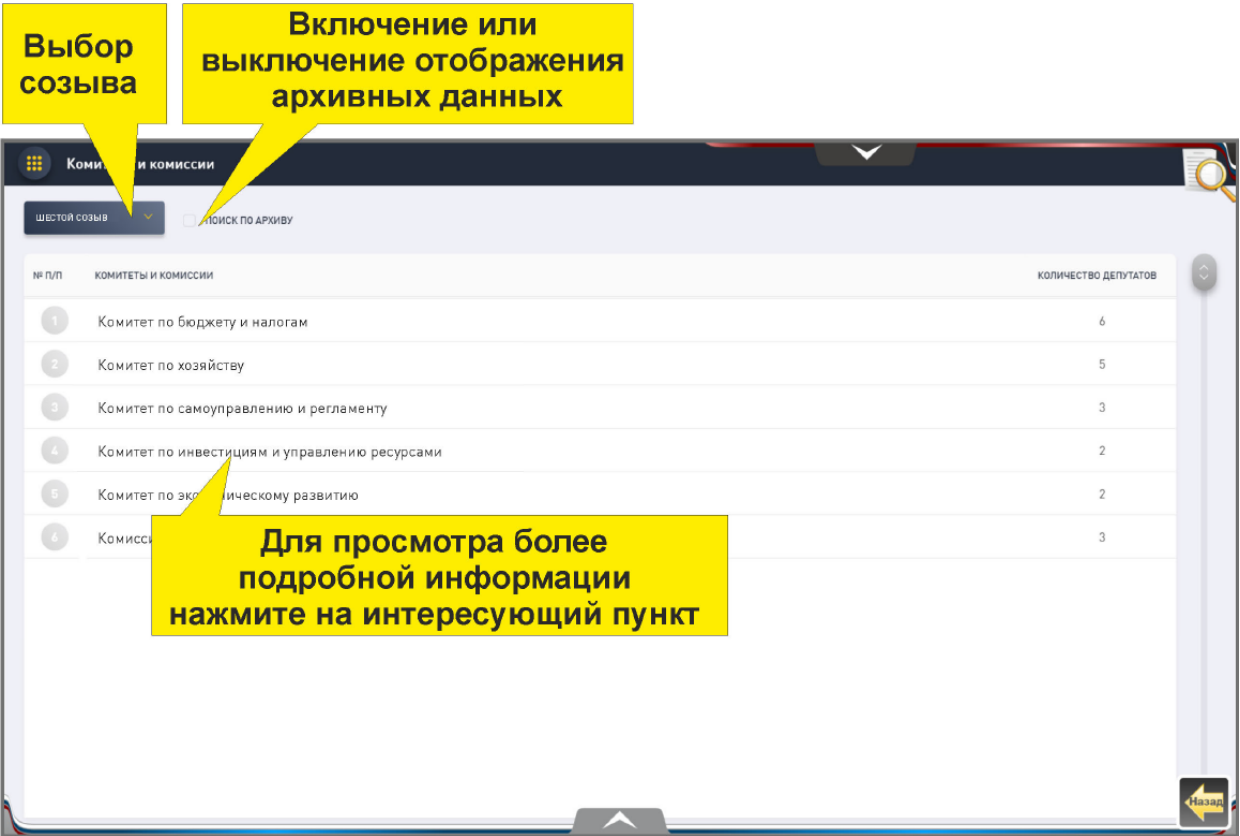 Выбор
созыва
Включение или
выключение отображения
архивных данных
Комитеты и комиссии
ШЕСТОЙ СОЗЫВ
ПОИСК ПО АРХИВУ
№ П/П КОМИТЕТЫ И КОМИССИИ КОЛИЧЕСТВО ДЕПУТАТОВ
1 Комитет по бюджету и налогам 6
2 Комитет по хозяйству 5
3 Комитет по самоуправлению и регламенту 3
4 Комитет по инвестициям и управлению ресурсами 2
5 Комитет по экономическому развитию 2
6 3
Для просмотра более
подробной информации
нажмите на интересующий пункт
Назад